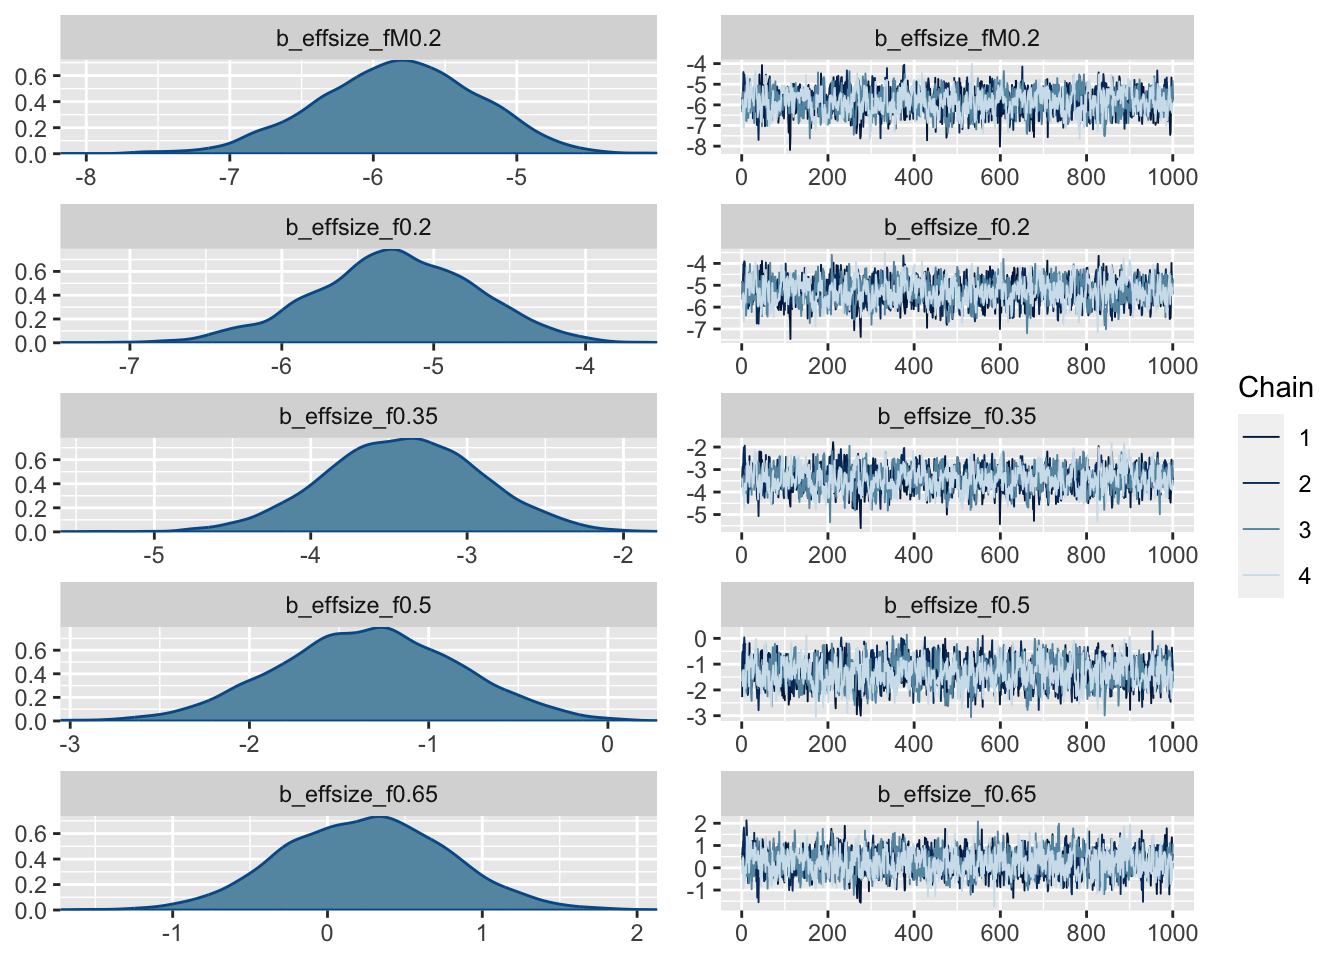 b_effsize_fM0.2 b_effsize_fM0.2
0.6
0.4
0.2
0.0
-8 -7 -6 -5
-4
-5
-6
-7
-8
0 200 400 600 800 1000
b_effsize_f0.2 b_effsize_f0.2
0.6
0.4
0.2
0.0
-7 -6 -5 -4
-4
-5
-6
-7
0 200 400 600 800 1000
b_effsize_f0.35 b_effsize_f0.35
0.6
0.4
0.2
0.0
-5 -4 -3 -2
-2
-3
-4
-5
0 200 400 600 800 1000
b_effsize_f0.5 b_effsize_f0.5
0.6
0.4
0.2
0.0
-3 -2 -1 0
0
-1
-2
-3
0 200 400 600 800 1000
b_effsize_f0.65 b_effsize_f0.65
0.6
0.4
0.2
0.0
-1 0 1 2
2
1
0
-1
0 200 400 600 800 1000
Chain
1
2
3
4